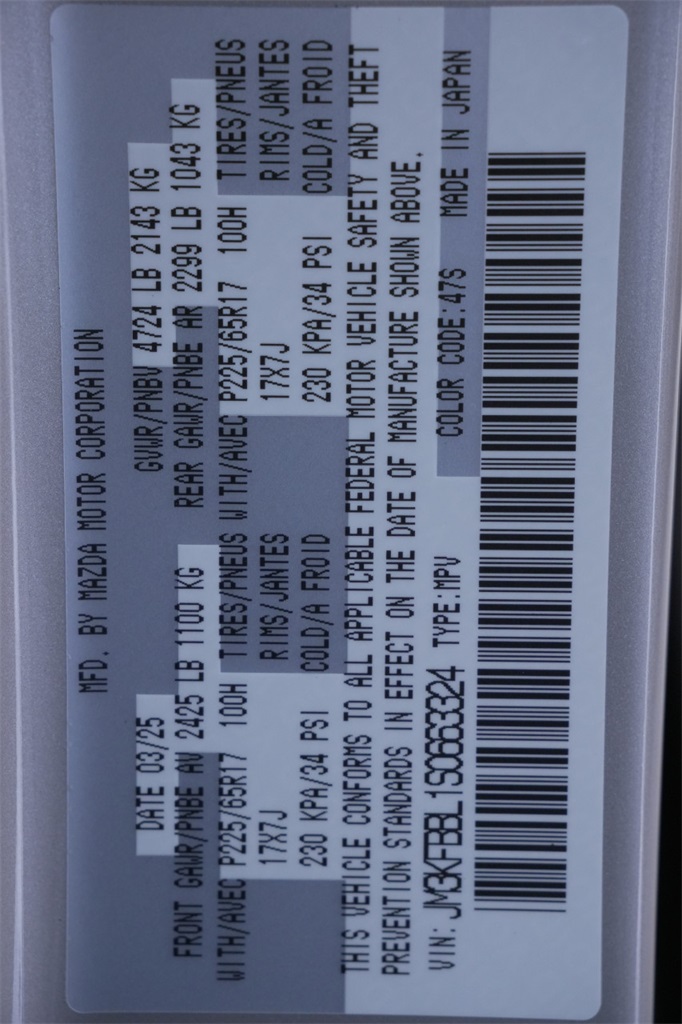 MFD. BY MAZDA MOTOR CORPORATION
DATE 03/25 GVWR/PNBV 4724 LB 2143 KG
FRONT GAWR/PNBE AV 2425 LB 1100 KG REAR GAWR/PNBE AR 2299 LB 1043 KG
WITH/AVEC P225/65R17 100H TIRES/PNEUS WITH/AVEC P225/65R17 100H TIRES/PNEUS
17X7J RIMS/JANTES 17X7J RIMS/JANTES
230 KPA/34 PSI COLD/A FROID 230 KPA/34 PSI COLD/A FROID
THIS VEHICLE CONFORMS TO ALL APPLICABLE FEDERAL MOTOR VEHICLE SAFETY AND THEFT
PREVENTION STANDARDS IN EFFECT ON THE DATE OF MANUFACTURE SHOWN ABOVE.
VIN: JM3KFBBL1S0663324 TYPE:MPV COLOR CODE:47S MADE IN JAPAN